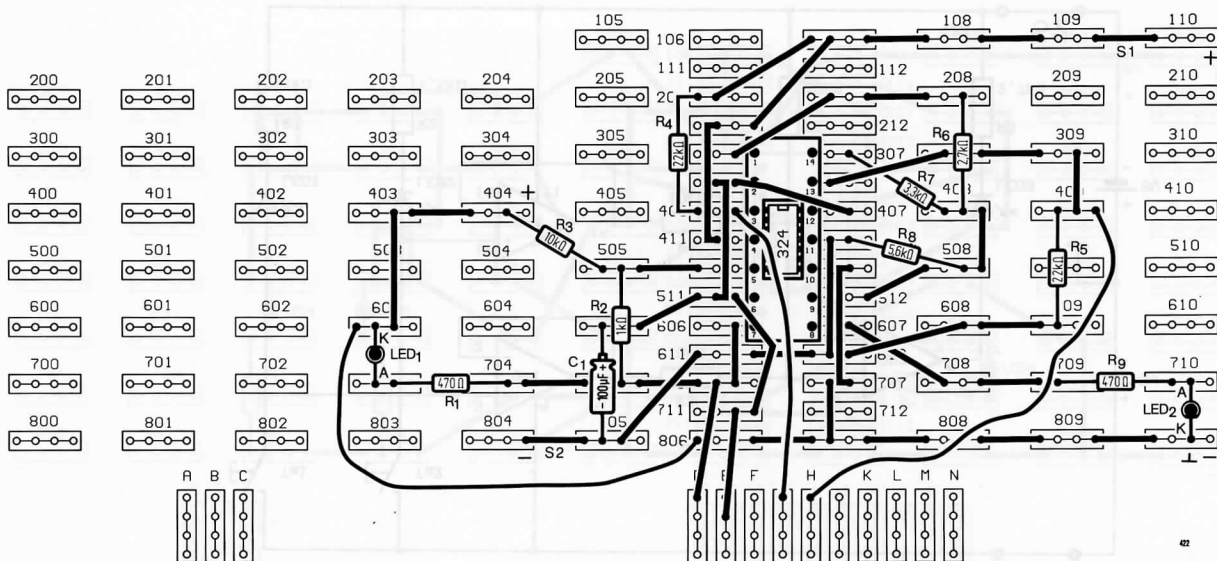 105 106 108 109 110
S1 +
111 112
200 201 202 203 204 205 208 209 210
R4 22kΩ 212 R6 2,7kΩ
300 301 302 303 304 305 1 14 307 309 310
2 13 R7 3,3kΩ
400 401 402 403 404 + 405 3 12 407 410
R3 10kΩ 324
411 4 11 R8 5,6kΩ R5 22kΩ
500 501 502 504 505 5 10 508 510
511 6 9 512
600 601 602 604 R2 1kΩ 606 7 8 607 608 610
K LED1 A
C1 + 100µF -
611
700 701 702 704 707 708 709 R9 470Ω 710
R1 470Ω
711 712
A LED2 K
800 801 802 803 804 806 808 809
- S2 ⊥ -
A B C F H K L M N
422